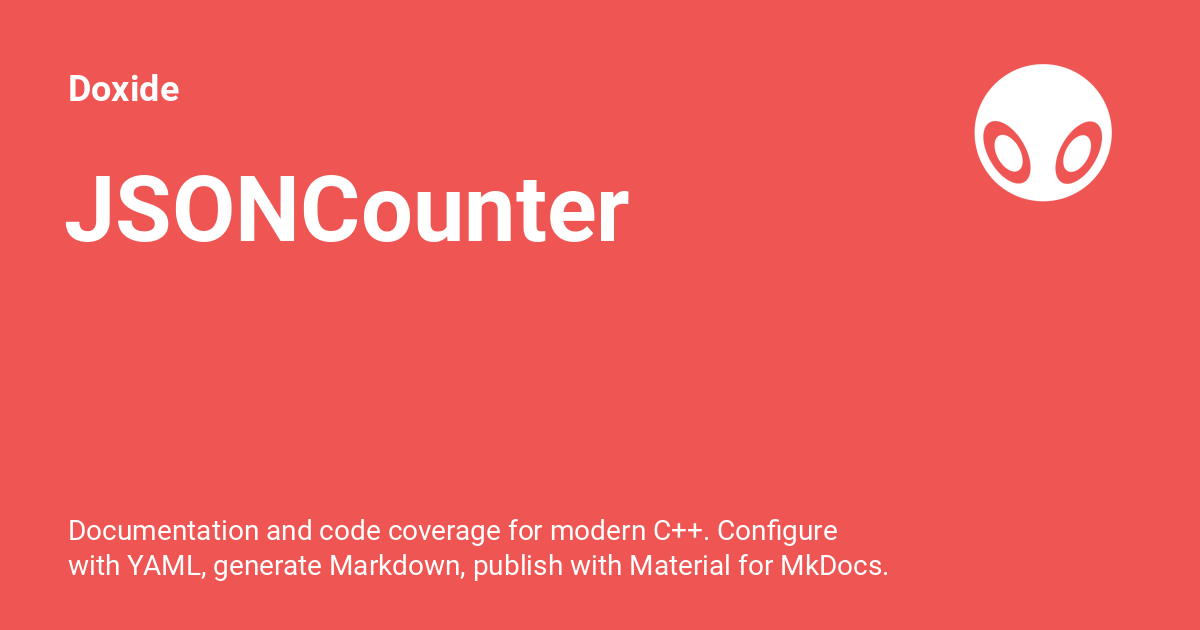 Doxide
JSONCounter
Documentation and code coverage for modern C++. Configure
with YAML, generate Markdown, publish with Material for MkDocs.